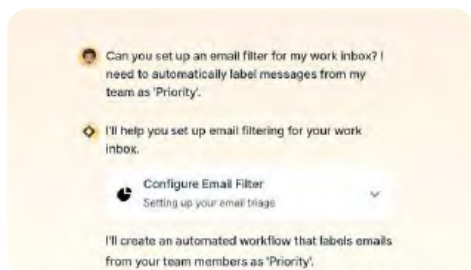 Can you set up an email filter for my work inbox? I
need to automatically label messages from my
team as 'Priority'.
I'll help you set up email filtering for your work
inbox.
Configure Email Filter
Setting up your email triage
I'll create an automated workflow that labels emails
from your team members as 'Priority'.